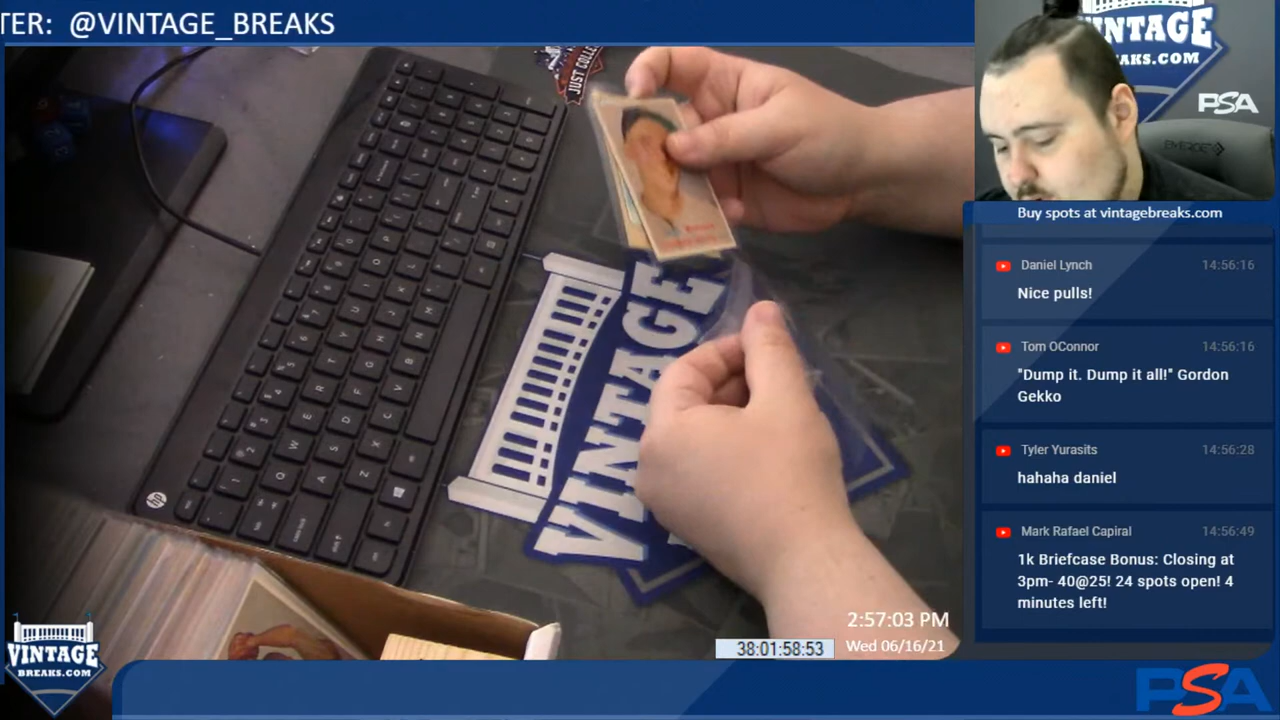 TER: @VINTAGE_BREAKS
JUST COLL
VINTAGE
VINTAGE
BREAKS.COM
2:57:03 PM
38:01:58:53
Wed 06/16/21
NTAGE
AKS.COM
PSA
Buy spots at vintagebreaks.com
Daniel Lynch
14:56:16
Nice pulls!
Tom OConnor
14:56:16
"Dump it. Dump it all!" Gordon
Gekko
Tyler Yurasits
14:56:28
hahaha daniel
Mark Rafael Capiral
14:56:49
1k Briefcase Bonus: Closing at
3pm- 40@25! 24 spots open! 4
minutes left!
PSA